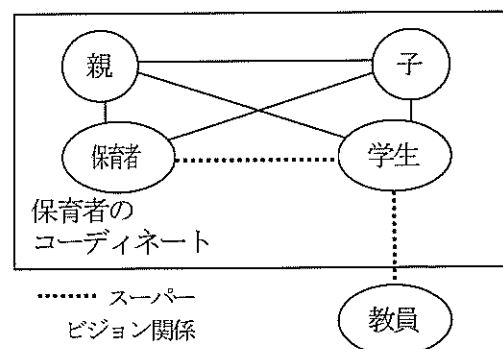 親
子
保育者
学生
保育者の
コーディネート
スーパー
ビジョン関係
教員